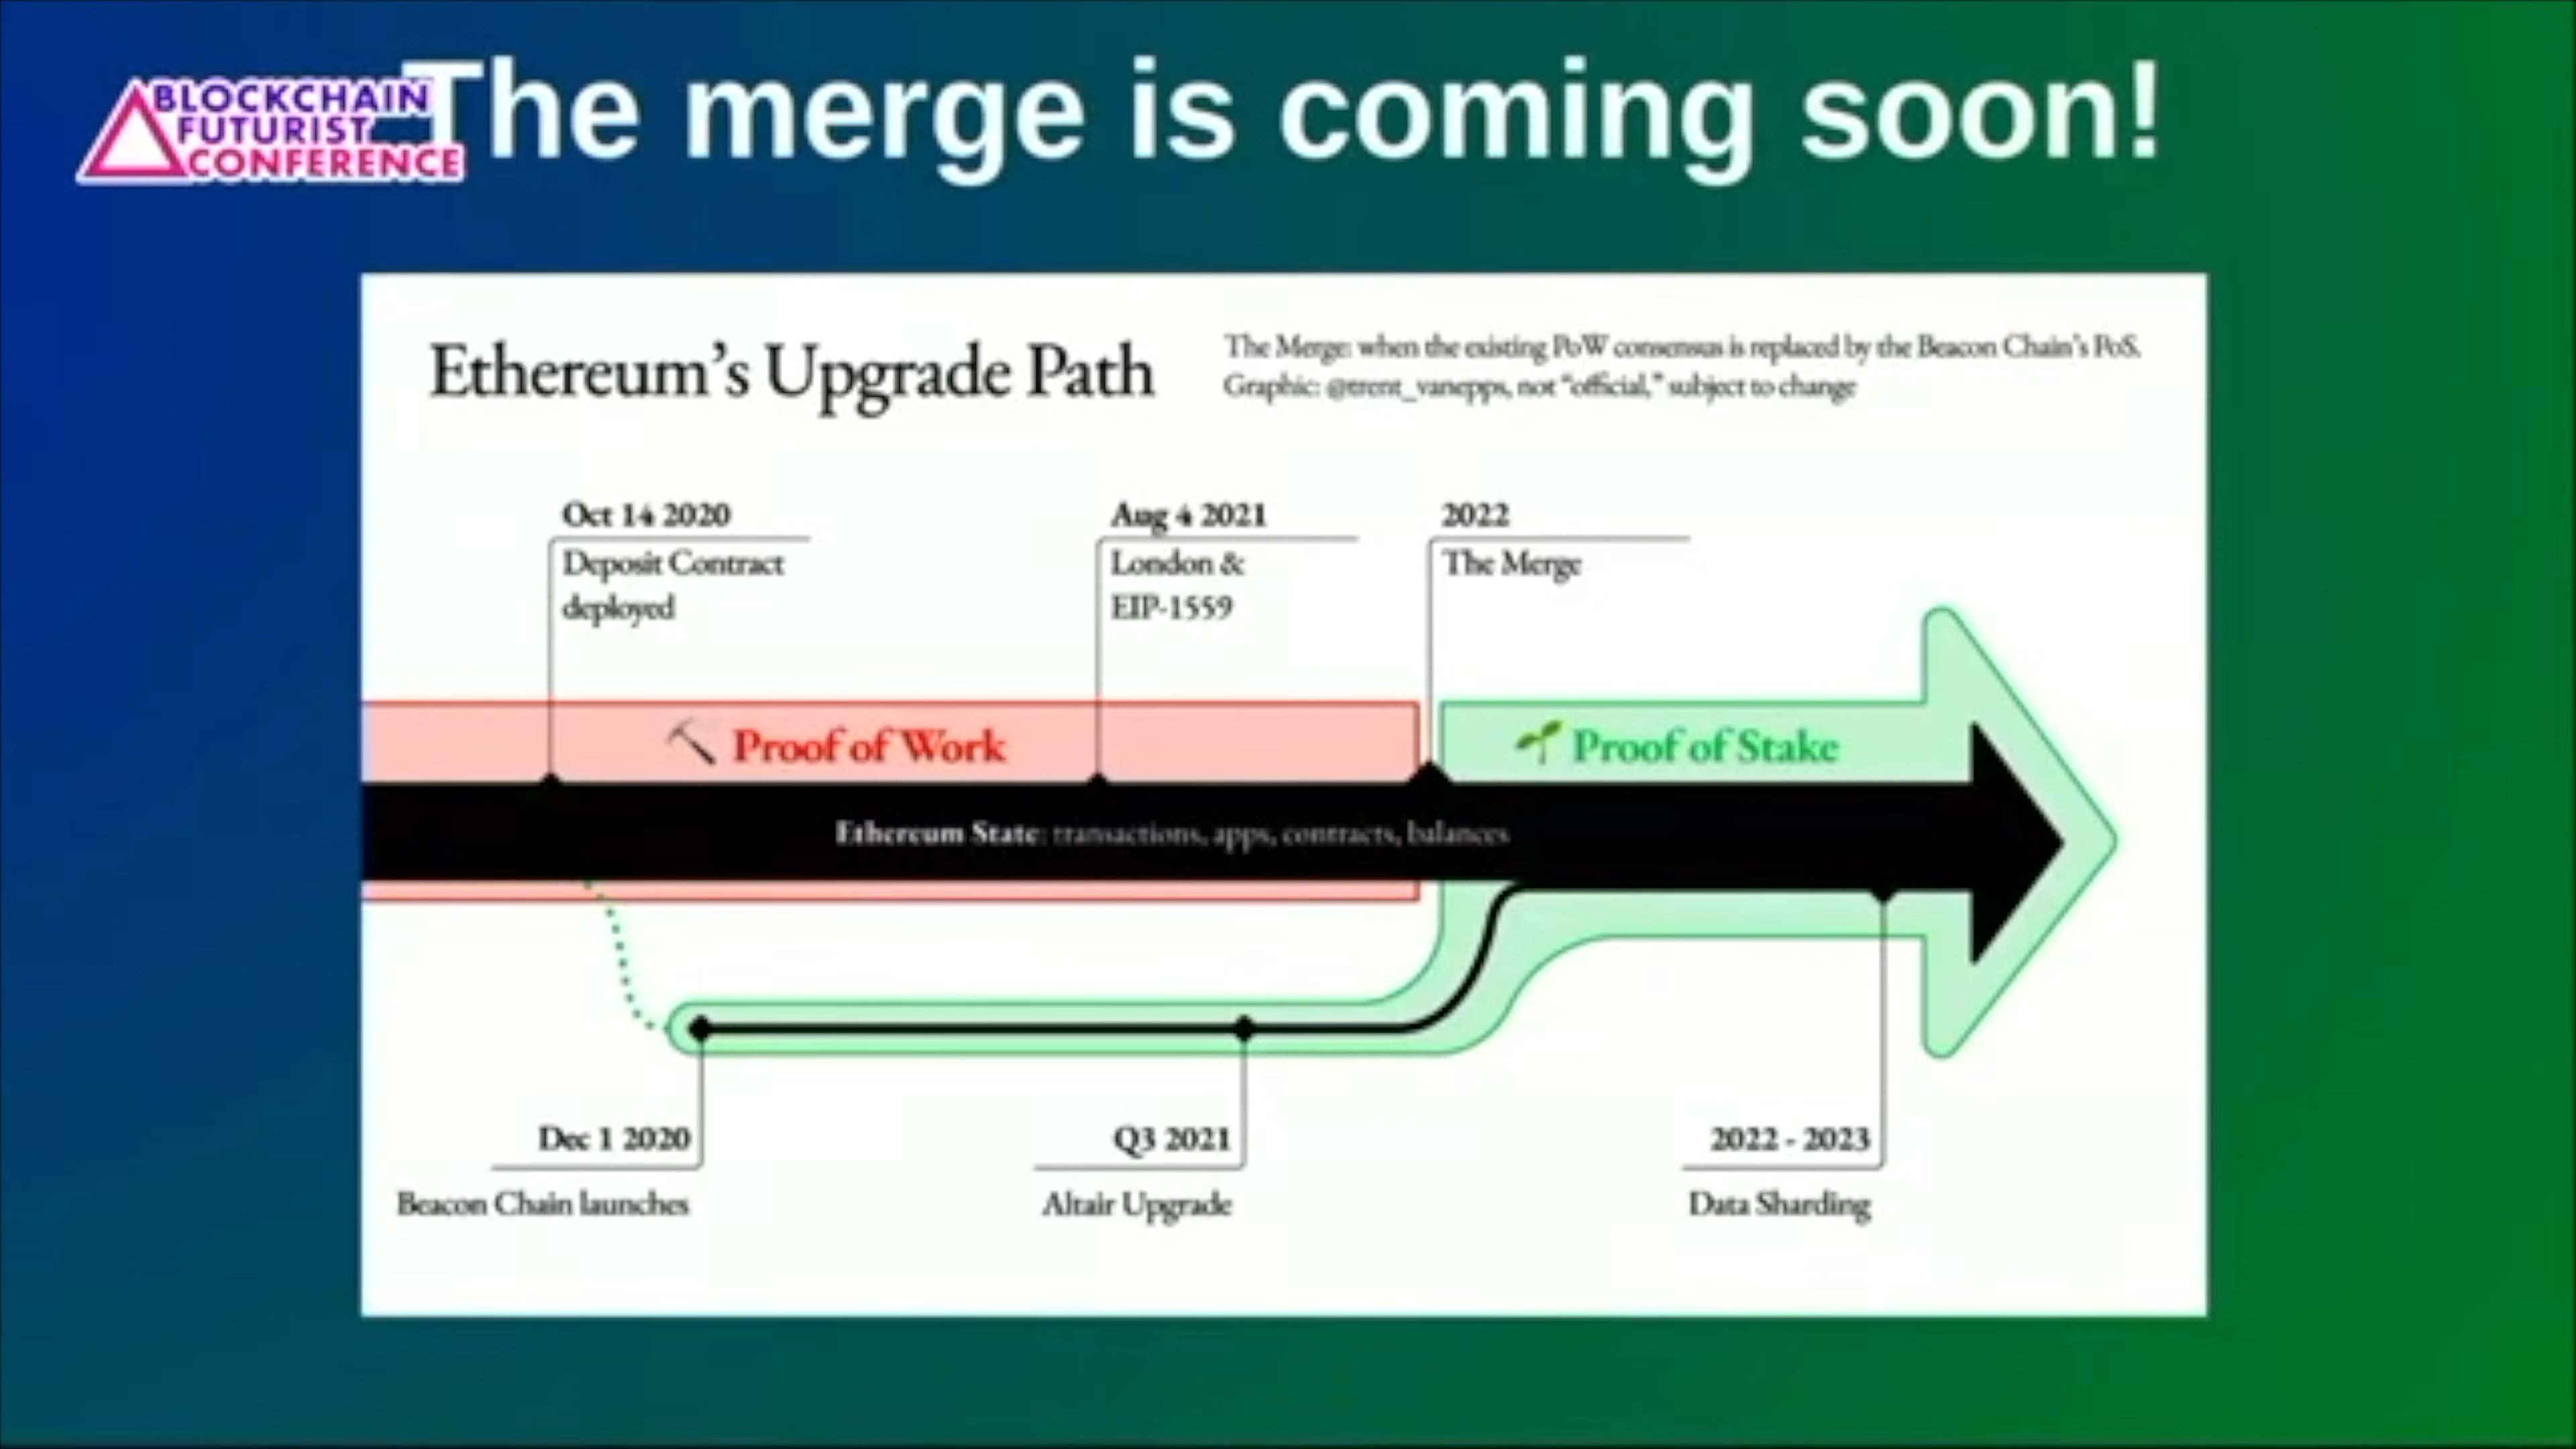 BLOCKCHAIN
FUTURIST
CONFERENCE
The merge is coming soon!
Ethereum’s Upgrade Path
The Merge: when the existing PoW consensus is replaced by the Beacon Chain’s PoS.
Graphic: @trent_vanepps, not “official,” subject to change
Oct 14 2020
Deposit Contract
deployed
Aug 4 2021
London &
EIP-1559
2022
The Merge
Proof of Work
Proof of Stake
Ethereum State: transactions, apps, contracts, balances
Dec 1 2020
Beacon Chain launches
Q3 2021
Altair Upgrade
2022 - 2023
Data Sharding